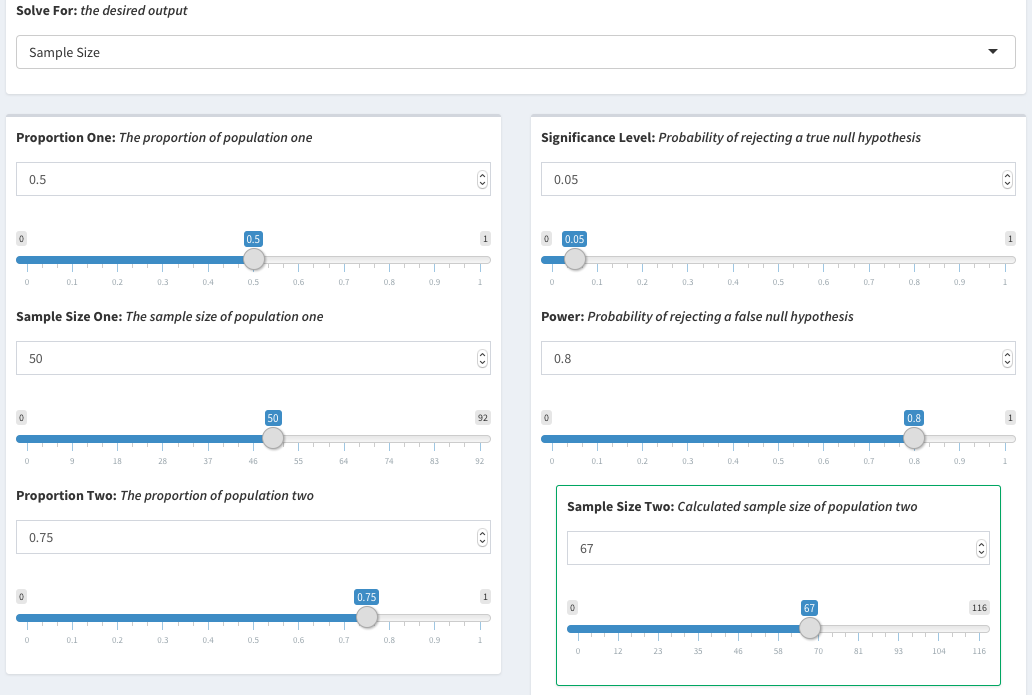 Solve For: the desired output
Sample Size
Proportion One: The proportion of population one
0.5
0 0.5 1
0 0.1 0.2 0.3 0.4 0.5 0.6 0.7 0.8 0.9 1
Sample Size One: The sample size of population one
50
0 50 92
0 9 18 28 37 46 55 64 74 83 92
Proportion Two: The proportion of population two
0.75
0 0.75 1
0 0.1 0.2 0.3 0.4 0.5 0.6 0.7 0.8 0.9 1
Significance Level: Probability of rejecting a true null hypothesis
0.05
0 0.05 1
0 0.1 0.2 0.3 0.4 0.5 0.6 0.7 0.8 0.9 1
Power: Probability of rejecting a false null hypothesis
0.8
0 0.8 1
0 0.1 0.2 0.3 0.4 0.5 0.6 0.7 0.8 0.9 1
Sample Size Two: Calculated sample size of population two
67
0 67 116
0 12 23 35 46 58 70 81 93 104 116